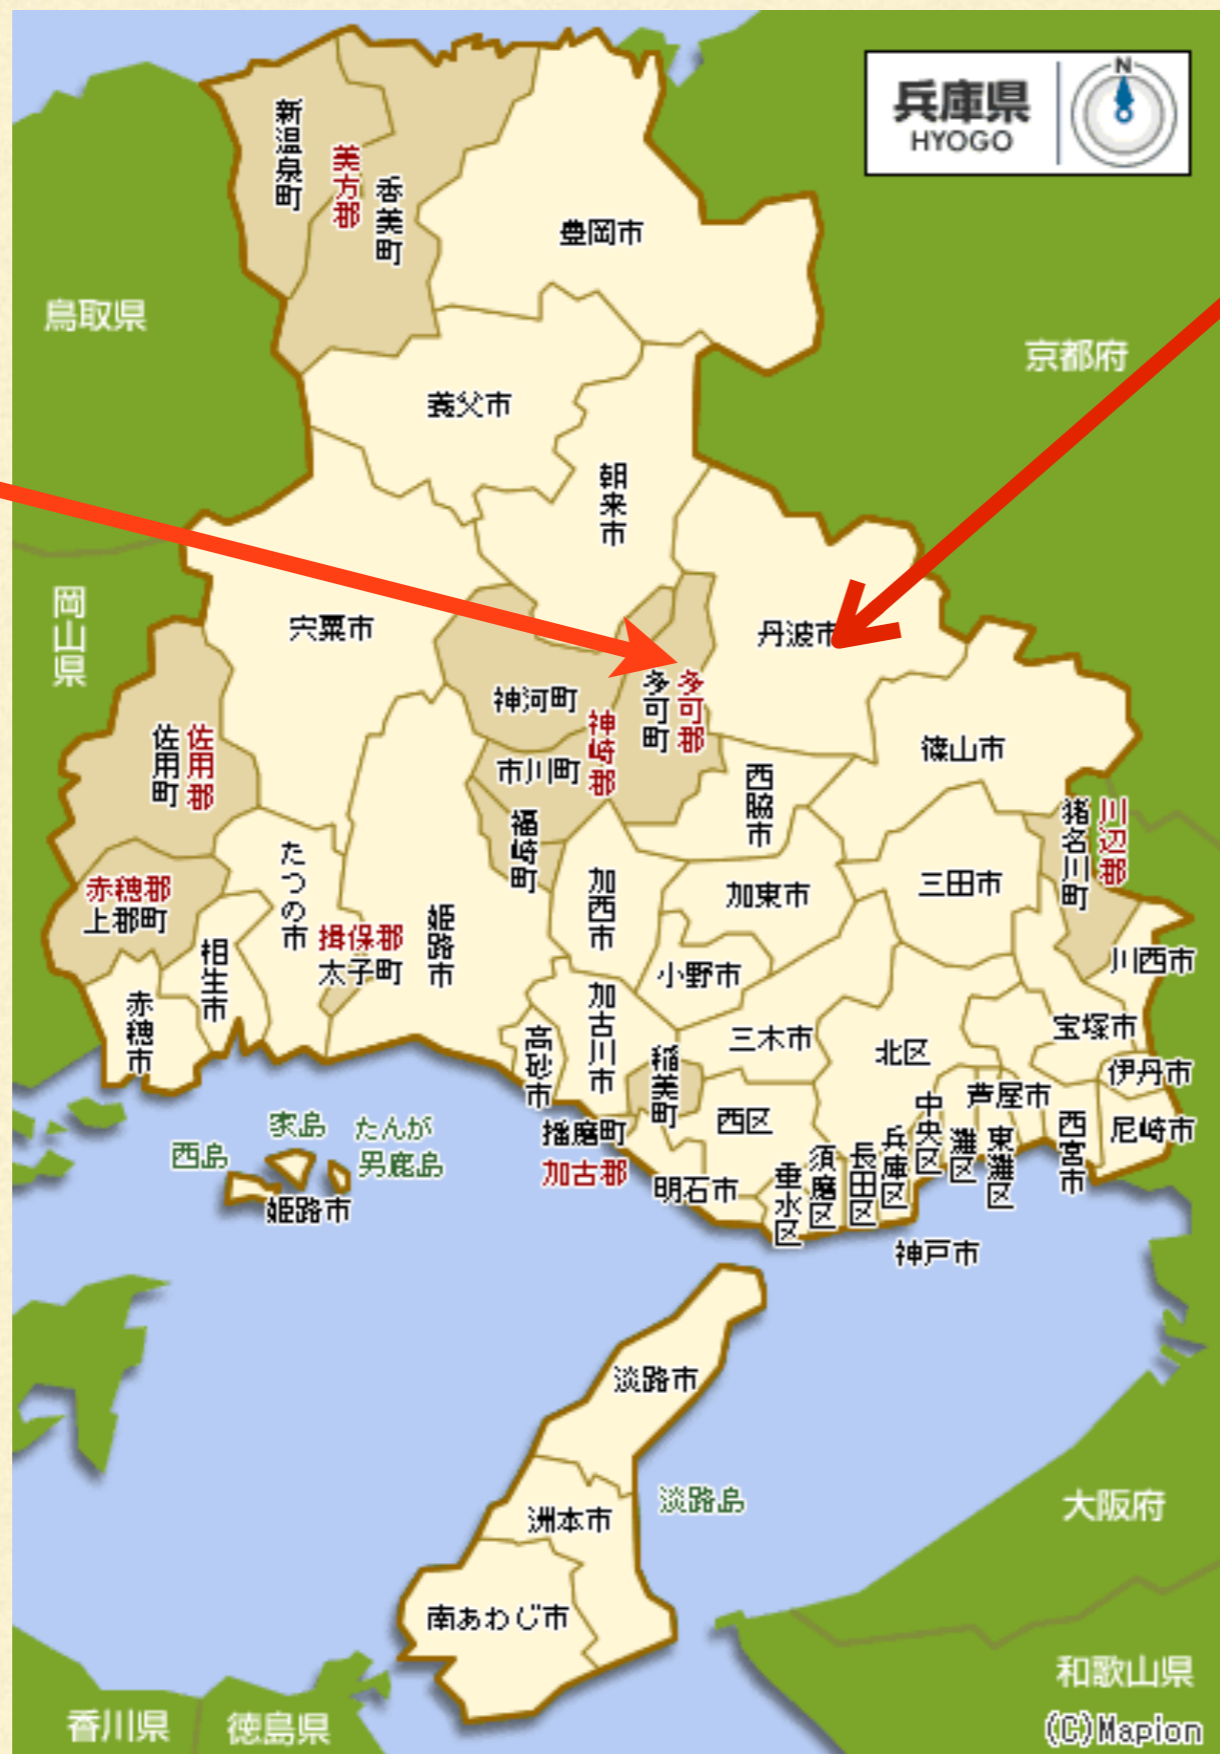 兵庫県
HYOGO
N
新温泉町
美方郡
香美町
豊岡市
鳥取県
京都府
養父市
朝来市
岡山県
宍粟市
丹波市
神河町
神崎郡
多可町
多可郡
佐用町
佐用郡
市川町
西脇市
篠山市
福崎町
猪名川町
川辺郡
たつの市
加西市
加東市
三田市
赤穂郡
上郡町
相生市
揖保郡
太子町
姫路市
小野市
川西市
赤穂市
高砂市
加古川市
稲美町
三木市
北区
宝塚市
伊丹市
芦屋市
西区
中央区
灘区
東灘区
西宮市
尼崎市
家島
たんが
男鹿島
西島
姫路市
播磨町
加古郡
明石市
垂水区
須磨区
長田区
兵庫区
神戸市
淡路市
淡路島
洲本市
大阪府
南あわじ市
和歌山県
香川県
徳島県
(C)Mapion